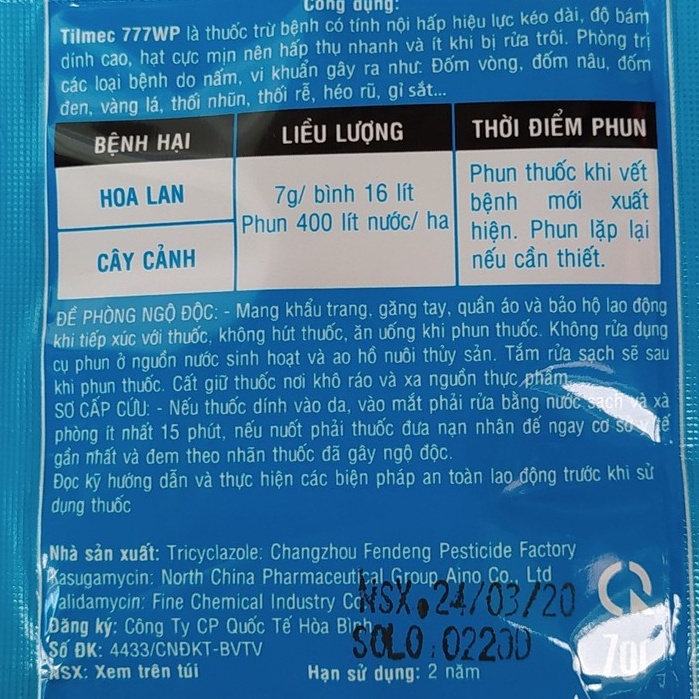 Công dụng:
Tilmec 777WP là thuốc trừ bệnh có tính nội hấp hiệu lực kéo dài, độ bám
dính cao, hạt cực mịn nên hấp thụ nhanh và ít khi bị rửa trôi. Phòng trị
các loại bệnh do nấm, vi khuẩn gây ra như: Đốm vòng, đốm nâu, đốm
đen, vàng lá, thối nhũn, thối rễ, héo rũ, gỉ sắt...
BỆNH HẠI LIỀU LƯỢNG THỜI ĐIỂM PHUN
HOA LAN
CÂY CẢNH
7g/ bình 16 lít
Phun 400 lít nước/ ha
Phun thuốc khi vết
bệnh mới xuất
hiện. Phun lặp lại
nếu cần thiết.
ĐỀ PHÒNG NGỘ ĐỘC: - Mang khẩu trang, găng tay, quần áo và bảo hộ lao động
khi tiếp xúc với thuốc, không hút thuốc, ăn uống khi phun thuốc. Không rửa dụng
cụ phun ở nguồn nước sinh hoạt và ao hồ nuôi thủy sản. Tắm rửa sạch sẽ sau
khi phun thuốc. Cất giữ thuốc nơi khô ráo và xa nguồn thực phẩm.
SƠ CẤP CỨU: - Nếu thuốc dính vào da, vào mắt phải rửa bằng nước sạch và xà
phòng ít nhất 15 phút, nếu nuốt phải thuốc đưa nạn nhân đế ngay cơ sở y tế
gần nhất và đem theo nhãn thuốc đã gây ngộ độc.
Đọc kỹ hướng dẫn và thực hiện các biện pháp an toàn lao động trước khi sử
dụng thuốc
Nhà sản xuất: Tricyclazole: Changzhou Fendeng Pesticide Factory
Kasugamycin: North China Pharmaceutical Group Aino Co., Ltd
Validamycin: Fine Chemical Industry Co
Đăng ký: Công Ty CP Quốc Tế Hòa Bình
Số ĐK: 4433/CNĐKT-BVTV
NSX: Xem trên túi Hạn sử dụng: 2 năm
NSX. 24/03/20
SOLO. 0220D
7gr